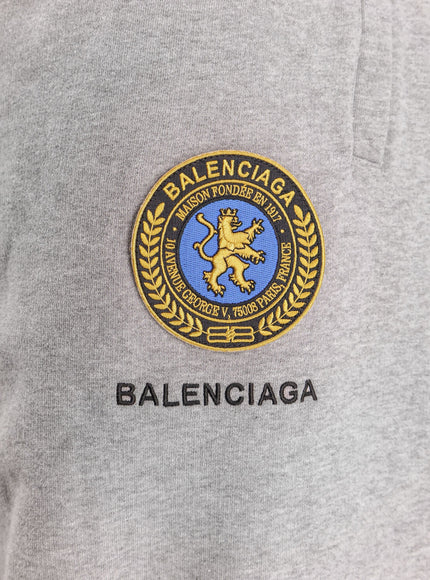 BALENCIAGA
· MAISON FONDÉE EN 1917 ·
10 AVENUE GEORGE V, 75008 PARIS, FRANCE
BALENCIAGA